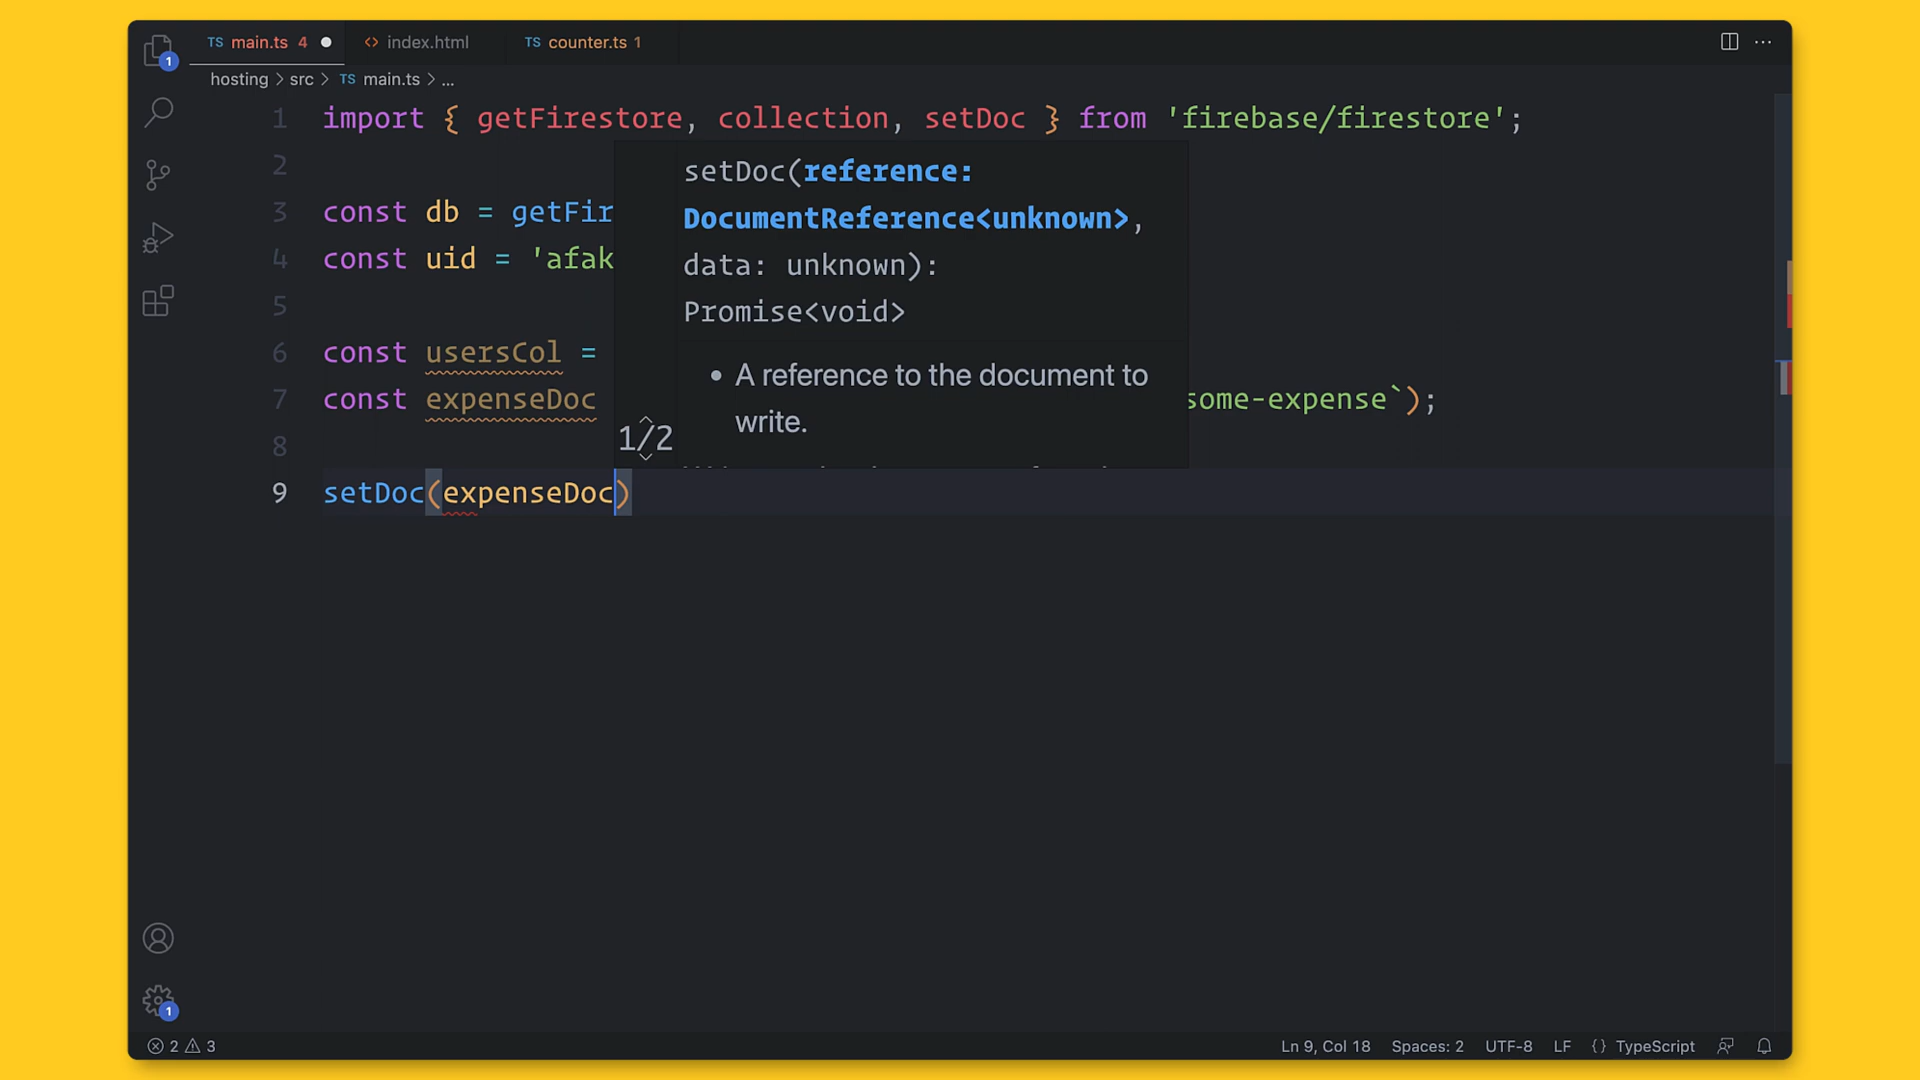 1
TS main.ts 4 ● <> index.html TS counter.ts 1 ...
hosting > src > TS main.ts > ...
1 import { getFirestore, collection, setDoc } from 'firebase/firestore';
2
3 const db = getFir
4 const uid = 'afak
5
6 const usersCol =
7 const expenseDoc some-expense`);
8
9 setDoc(expenseDoc)
setDoc(reference:
DocumentReference<unknown>,
data: unknown):
Promise<void>
• A reference to the document to
write.
1/2
1
2 3 Ln 9, Col 18 Spaces: 2 UTF-8 LF {} TypeScript